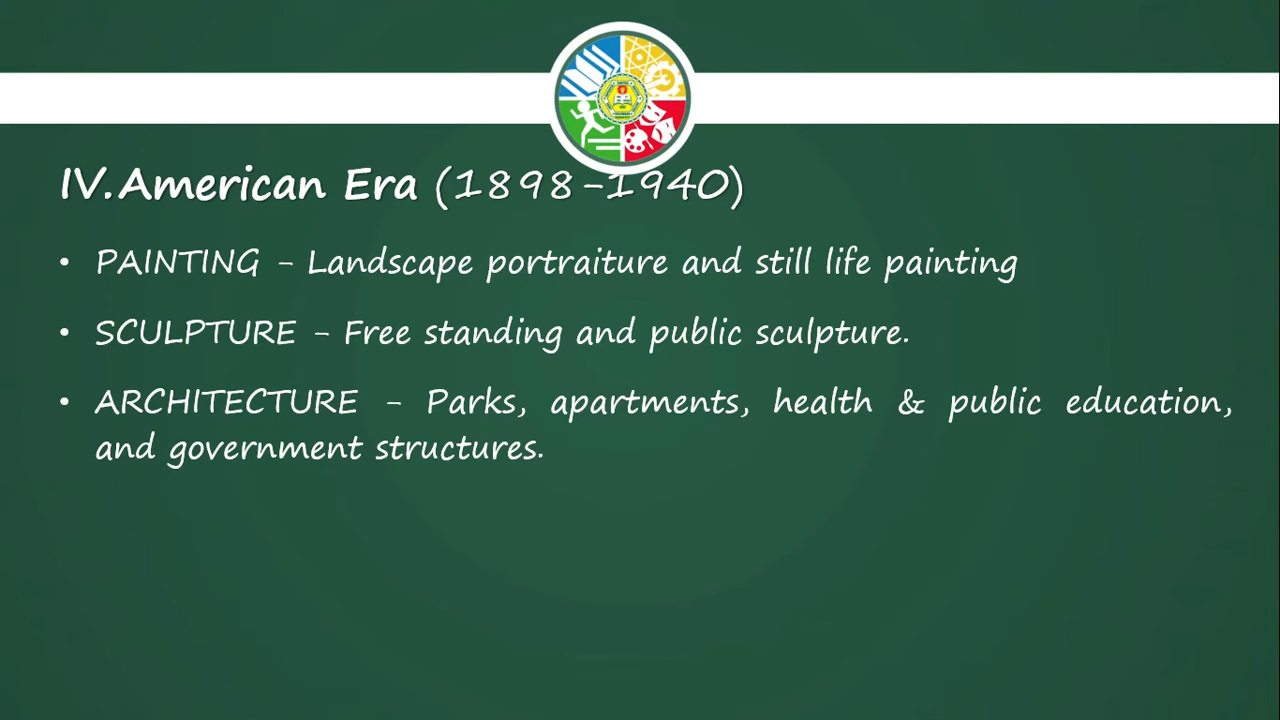 IV.American Era (1898-1940)
• PAINTING - Landscape portraiture and still life painting
• SCULPTURE - Free standing and public sculpture.
• ARCHITECTURE - Parks, apartments, health & public education,
and government structures.